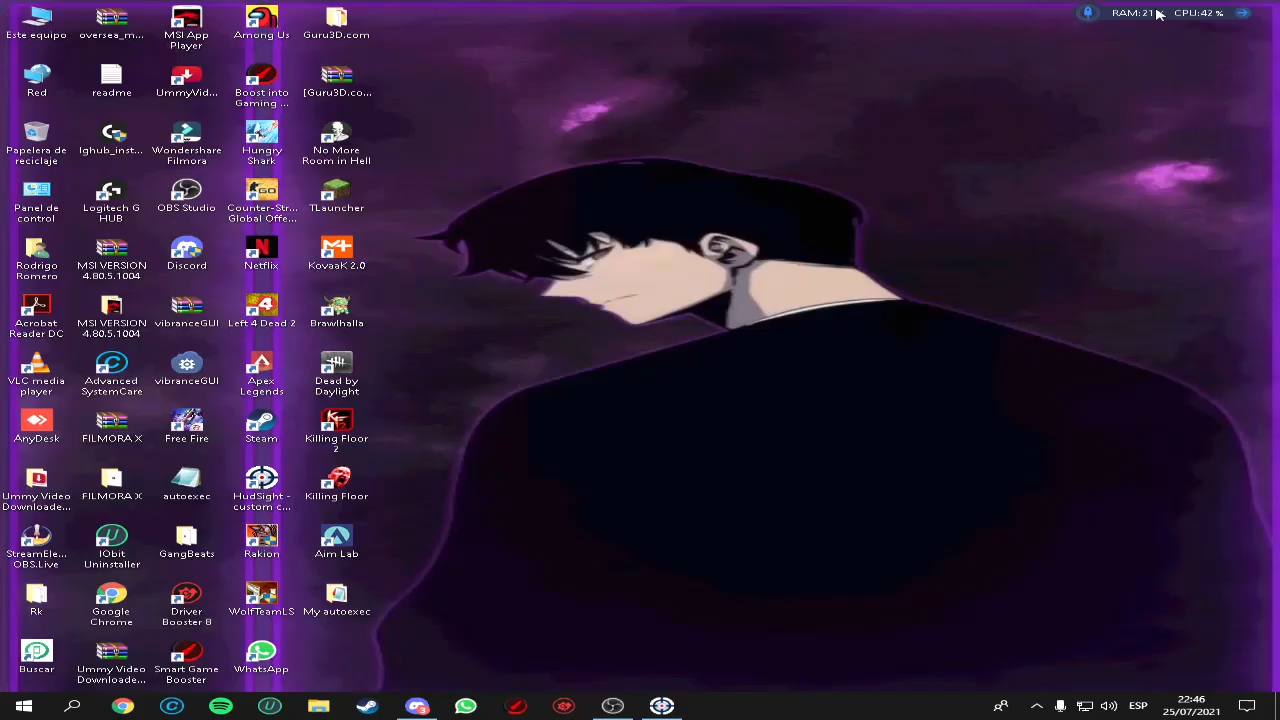 RAM:21
CPU:42 %
Este equipo
Red
Papelera de
reciclaje
Panel de
control
Rodrigo
Romero
Acrobat
Reader DC
VLC media
player
AnyDesk
Ummy Video
Downloade...
StreamEle...
OBS.Live
Rk
Buscar
oversea_m...
readme
lghub_inst...
Logitech G
HUB
MSI VERSION
4.80.5.1004
MSI VERSION
4.80.5.1004
Advanced
SystemCare
FILMORA X
FILMORA X
IObit
Uninstaller
Google
Chrome
Ummy Video
Downloade...
MSI App
Player
UmmyVid...
Wondershare
Filmora
OBS Studio
Discord
vibranceGUI
vibranceGUI
Free Fire
autoexec
GangBeats
Driver
Booster 8
Smart Game
Booster
Among Us
Boost into
Gaming ...
Hungry
Shark
Counter-Str...
Global Offe...
Netflix
Left 4 Dead 2
Apex
Legends
Steam
HudSight -
custom c...
Rakion
WolfTeamLS
WhatsApp
Guru3D.com
[Guru3D.co...
No More
Room in Hell
TLauncher
KovaaK 2.0
Brawlhalla
Dead by
Daylight
Killing Floor
2
Killing Floor
Aim Lab
My autoexec
ESP
22:46
25/07/2021